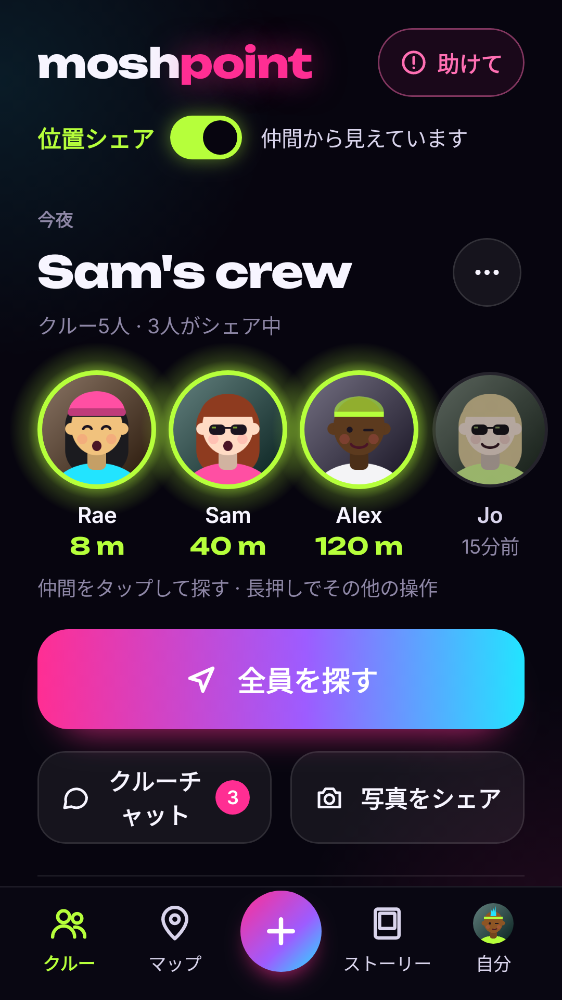 moshpoint
助けて
位置シェア
仲間から見えています
今夜
Sam's crew
クルー5人 · 3人がシェア中
Rae
Sam
Alex
Jo
8 m
40 m
120 m
15分前
仲間をタップして探す · 長押しでその他の操作
全員を探す
クルーチ
ャット
3
写真をシェア
クルー
マップ
ストーリー
自分